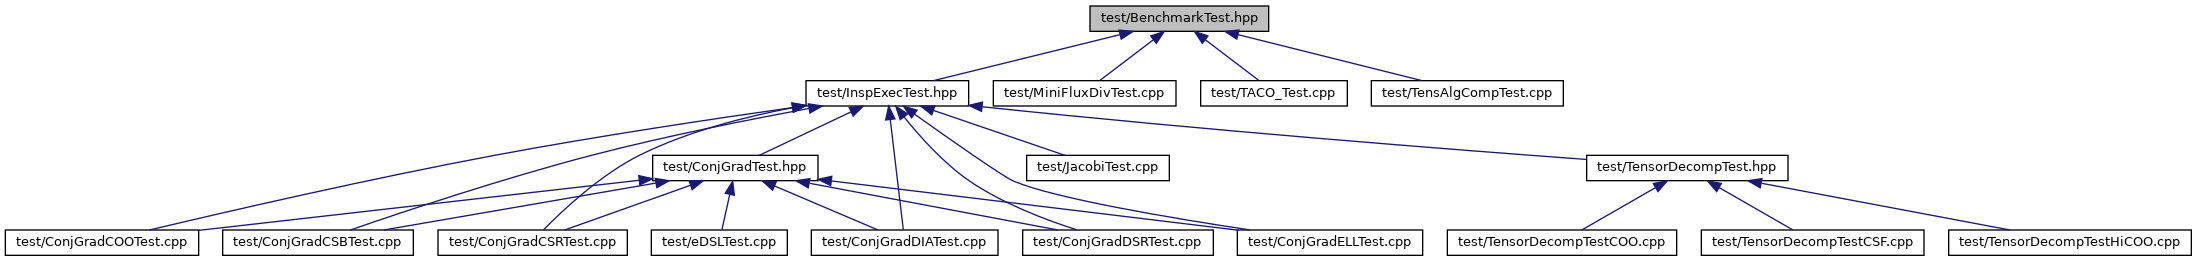 test/BenchmarkTest.hpp
test/InspExecTest.hpp
test/MiniFluxDivTest.cpp
test/TACO_Test.cpp
test/TensAlgCompTest.cpp
test/ConjGradTest.hpp
test/JacobiTest.cpp
test/TensorDecompTest.hpp
test/ConjGradCOOTest.cpp
test/ConjGradCSBTest.cpp
test/ConjGradCSRTest.cpp
test/eDSLTest.cpp
test/ConjGradDIATest.cpp
test/ConjGradDSRTest.cpp
test/ConjGradELLTest.cpp
test/TensorDecompTestCOO.cpp
test/TensorDecompTestCSF.cpp
test/TensorDecompTestHiCOO.cpp